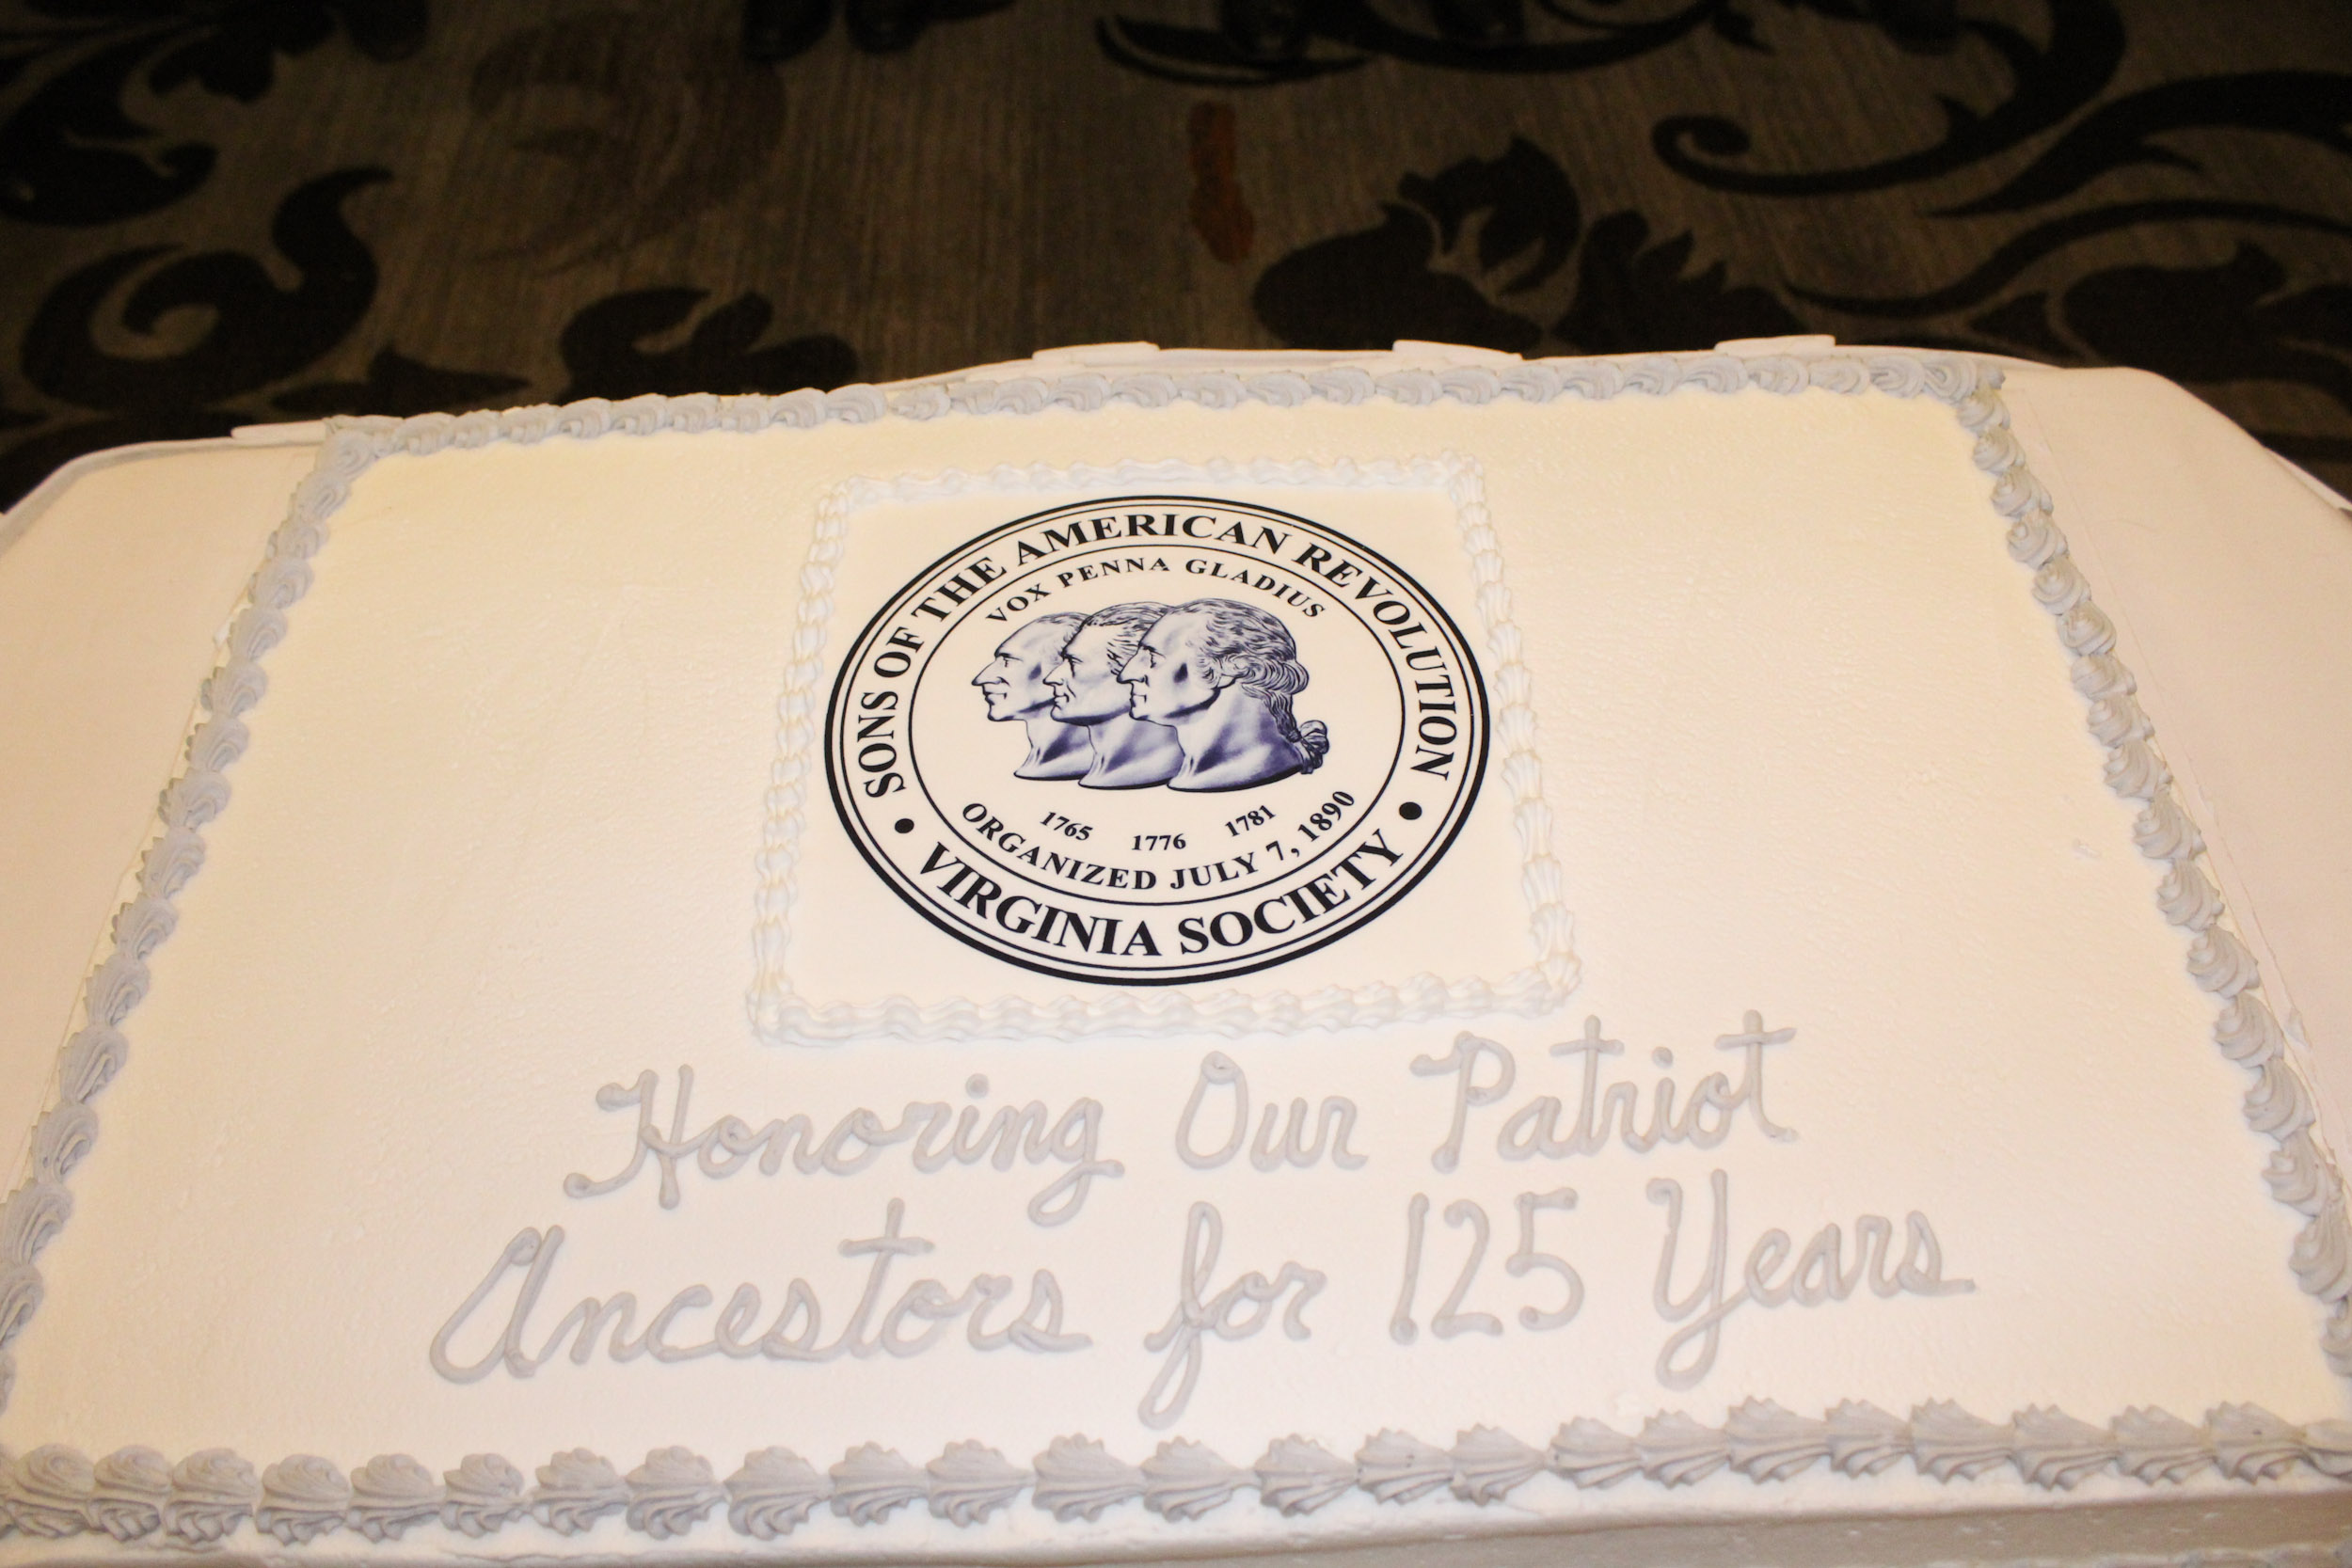 SONS OF THE AMERICAN REVOLUTION
VOX PENNA GLADIUS
1765 1776 1781
ORGANIZED JULY 7, 1890
• VIRGINIA SOCIETY •
Honoring Our Patriot
Ancestors for 125 Years